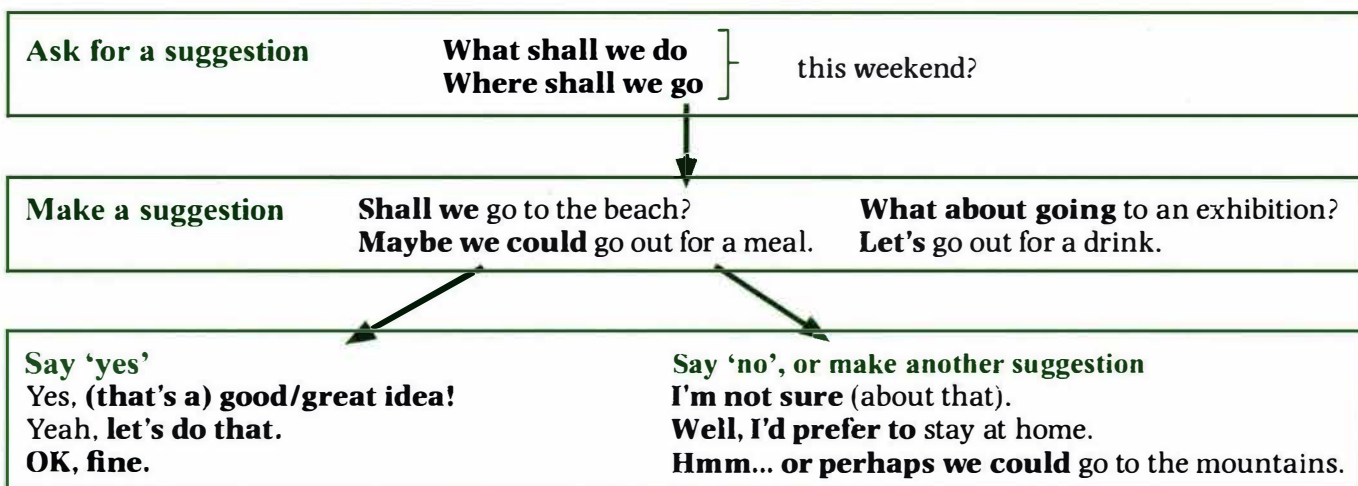 Ask for a suggestion
What shall we do
Where shall we go
this weekend?
Make a suggestion
Shall we go to the beach?
Maybe we could go out for a meal.
What about going to an exhibition?
Let's go out for a drink.
Say ‘yes’
Yes, (that's a) good/great idea!
Yeah, let's do that.
OK, fine.
Say ‘no’, or make another suggestion
I'm not sure (about that).
Well, I'd prefer to stay at home.
Hmm... or perhaps we could go to the mountains.